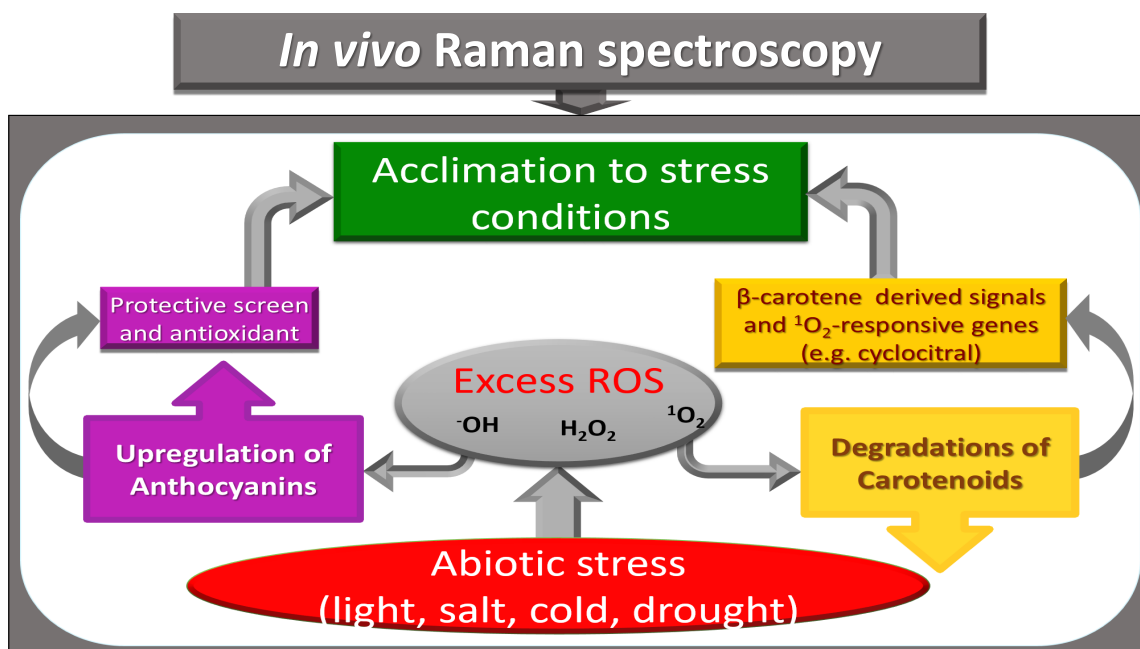 In vivo Raman spectroscopy
Acclimation to stress
conditions
Protective screen
and antioxidant
β-carotene derived signals
and ¹O₂-responsive genes
(e.g. cyclocitral)
Excess ROS
⁻OH
H₂O₂
¹O₂
Upregulation of
Anthocyanins
Degradations of
Carotenoids
Abiotic stress
(light, salt, cold, drought)